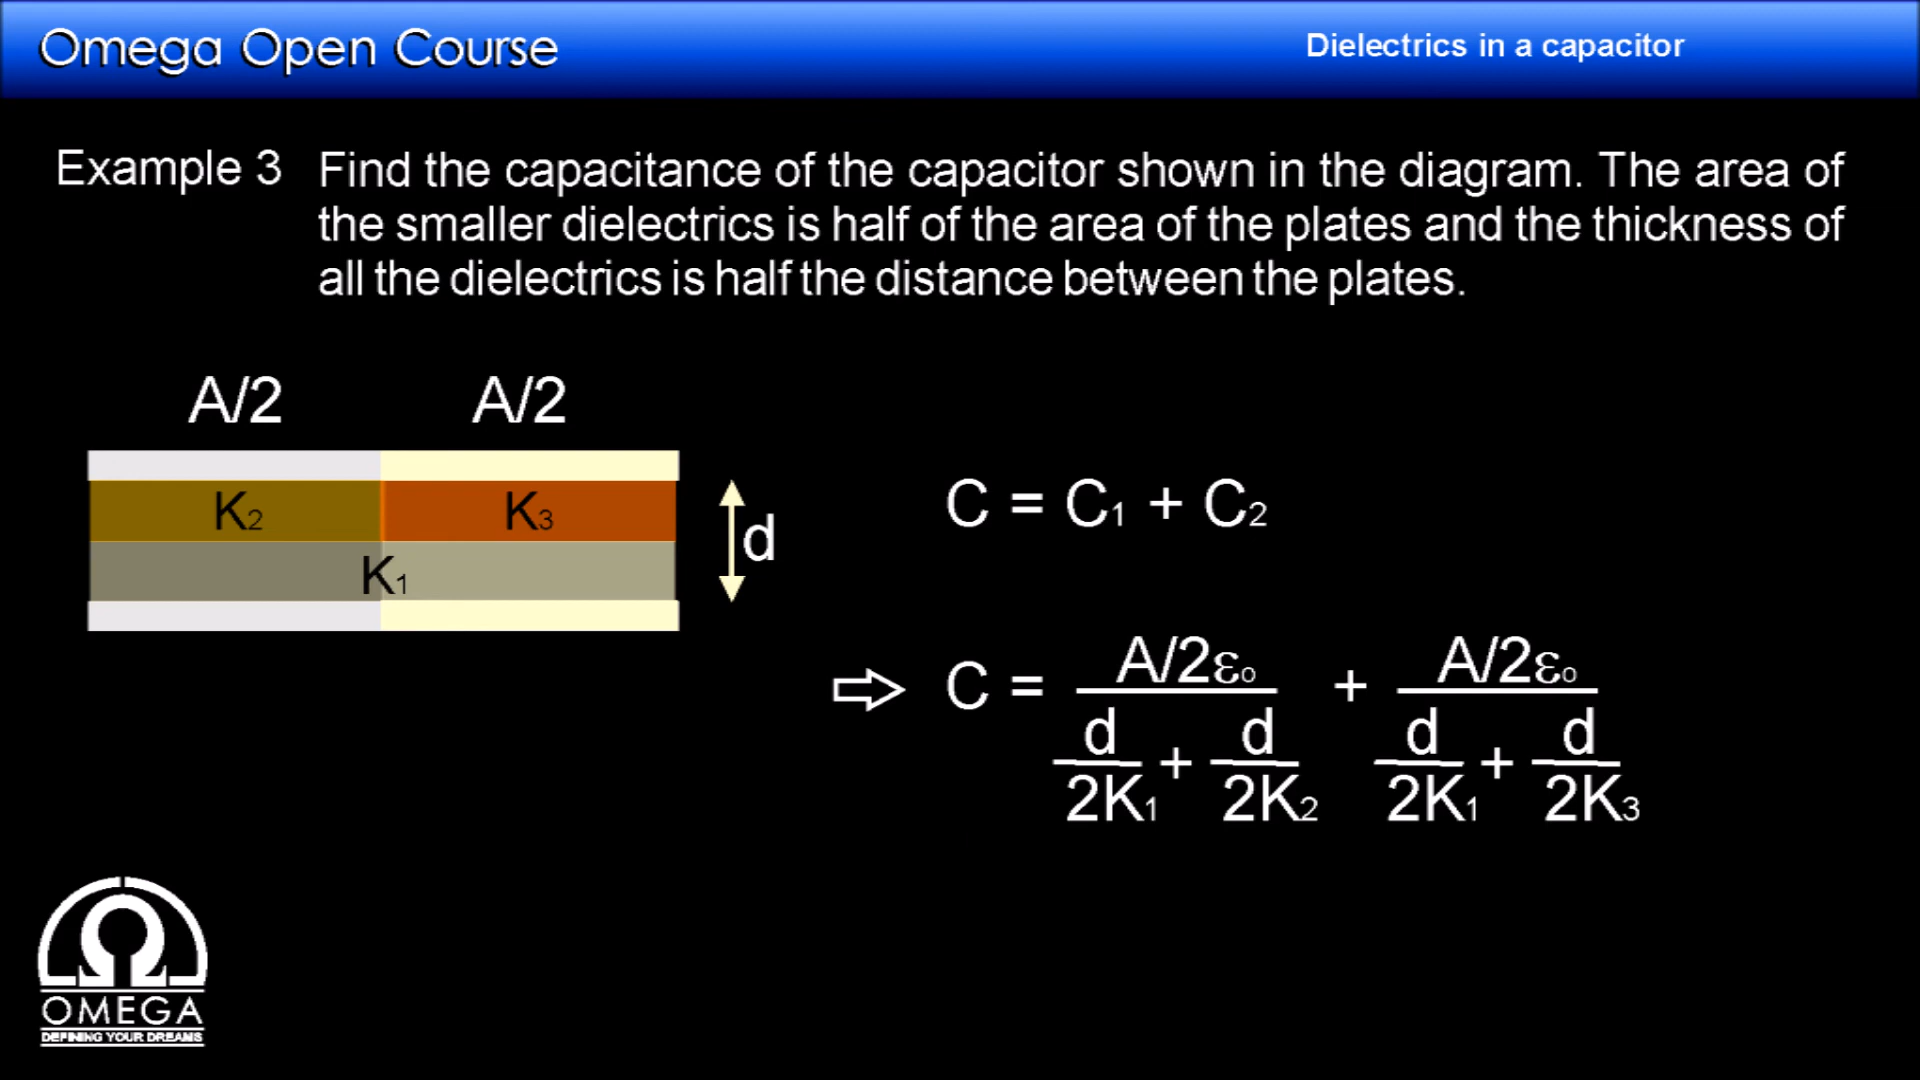 Omega Open Course
Dielectrics in a capacitor
Example 3 Find the capacitance of the capacitor shown in the diagram. The area of
the smaller dielectrics is half of the area of the plates and the thickness of
all the dielectrics is half the distance between the plates.
A/2 A/2
K₂ K₃
K₁
d
C = C₁ + C₂
⇨ C = A/2ε₀ + A/2ε₀
d + d d + d
2K₁ 2K₂ 2K₁ 2K₃
OMEGA
DEFINING YOUR DREAMS